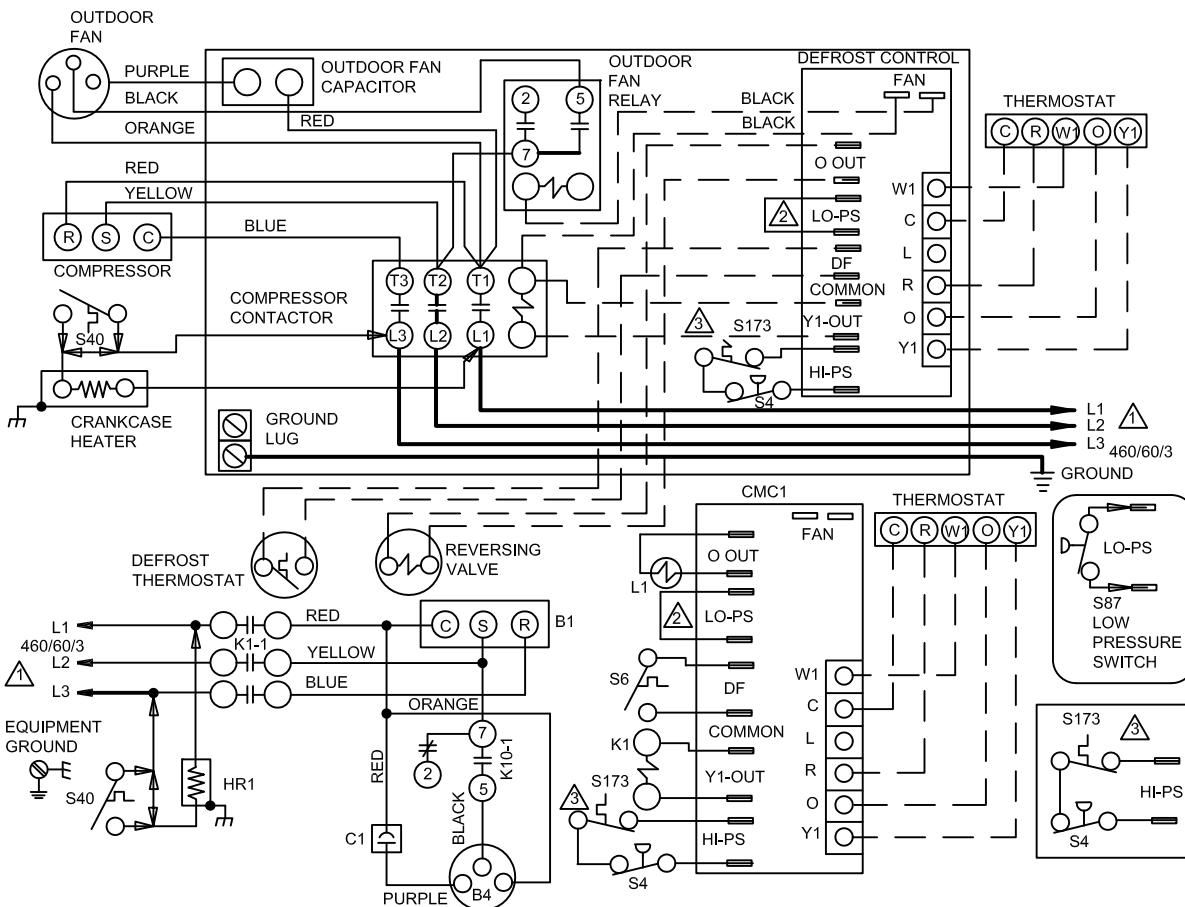 OUTDOOR
FAN
PURPLE
BLACK
ORANGE
RED
YELLOW
R S C
BLUE
COMPRESSOR
S40
CRANKCASE
HEATER
OUTDOOR FAN
CAPACITOR
RED
OUTDOOR
FAN
RELAY
2 5
7
COMPRESSOR
CONTACTOR
T3 T2 T1
L3 L2 L1
GROUND
LUG
BLACK
BLACK
DEFROST CONTROL
FAN
O OUT
2
LO-PS
DF
COMMON
Y1-OUT
3 S173
HI-PS
S4
W1
C
L
R
O
Y1
THERMOSTAT
C R W1 O Y1
L1
L2 1
L3
460/60/3
GROUND
DEFROST
THERMOSTAT
REVERSING
VALVE
L1
460/60/3
L2
1
L3
K1-1
RED
YELLOW
BLUE
C S R B1
ORANGE
EQUIPMENT
GROUND
S40
HR1
RED
7
2
K10-1
5
BLACK
C1
PURPLE
B4
CMC1
FAN
O OUT
L1
2
LO-PS
S6
DF
COMMON
K1
Y1-OUT
3 S173
HI-PS
S4
W1
C
L
R
O
Y1
THERMOSTAT
C R W1 O Y1
LO-PS
S87
LOW
PRESSURE
SWITCH
S173 3
HI-PS
S4